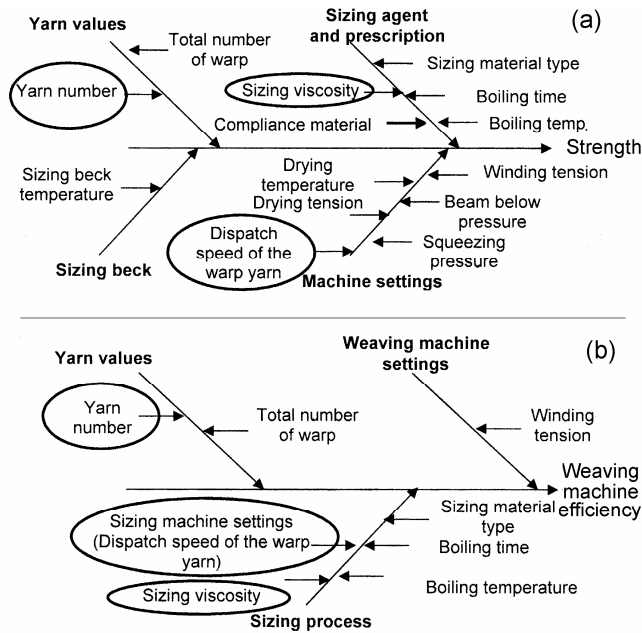 (a)
Yarn values
Sizing agent
and prescription
Total number
of warp
Sizing material type
Yarn number
Sizing viscosity
Boiling time
Compliance material
Boiling temp.
Strength
Sizing beck
temperature
Drying
temperature
Drying tension
Winding tension
Beam below
pressure
Dispatch
speed of the
warp yarn
Squeezing
pressure
Sizing beck
Machine settings
(b)
Yarn values
Weaving machine
settings
Yarn
number
Total number
of warp
Winding
tension
Weaving
machine
efficiency
Sizing machine settings
(Dispatch speed of the warp
yarn)
Sizing material
type
Boiling time
Sizing viscosity
Boiling temperature
Sizing process